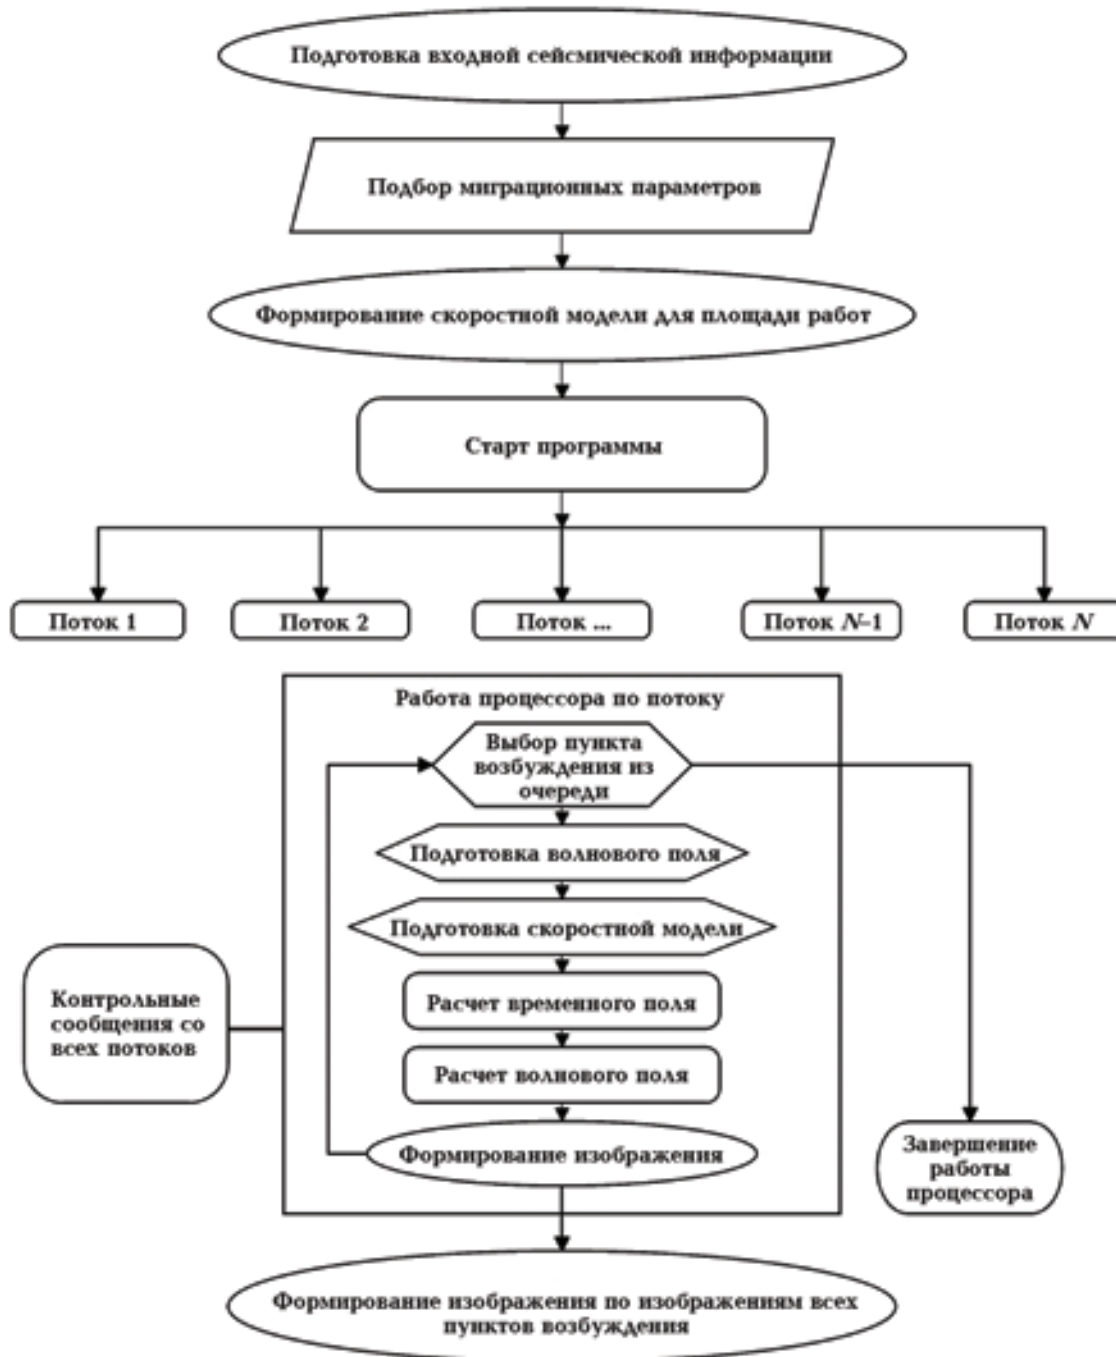 Подготовка входной сейсмической информации
Подбор миграционных параметров
Формирование скоростной модели для площади работ
Старт программы
Поток 1
Поток 2
Поток ...
Поток N–1
Поток N
Работа процессора по потоку
Выбор пункта
возбуждения из
очереди
Подготовка волнового поля
Подготовка скоростной модели
Расчет временного поля
Расчет волнового поля
Формирование изображения
Контрольные
сообщения со
всех потоков
Завершение
работы
процессора
Формирование изображения по изображениям всех
пунктов возбуждения